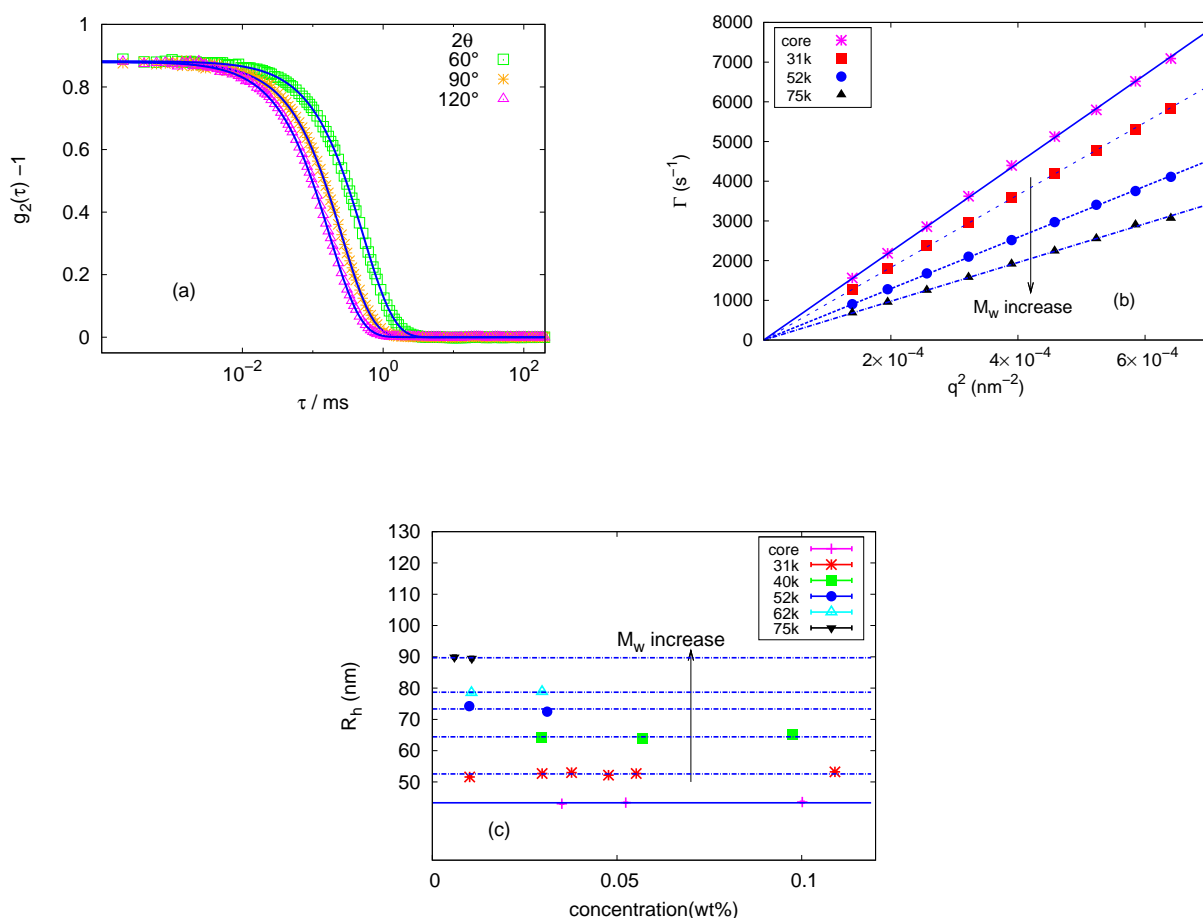 1
0.8
0.6
0.4
0.2
0
g₂(τ) −1
10⁻²
10⁰
10²
τ / ms
2θ
60°
90°
120°
(a)
8000
7000
6000
5000
4000
3000
2000
1000
0
Γ (s⁻¹)
2×10⁻⁴
4×10⁻⁴
6×10⁻⁴
q² (nm⁻²)
core
31k
52k
75k
M_w increase
(b)
130
120
110
100
90
80
70
60
50
R_h (nm)
0
0.05
0.1
concentration(wt%)
core
31k
40k
52k
62k
75k
M_w increase
(c)